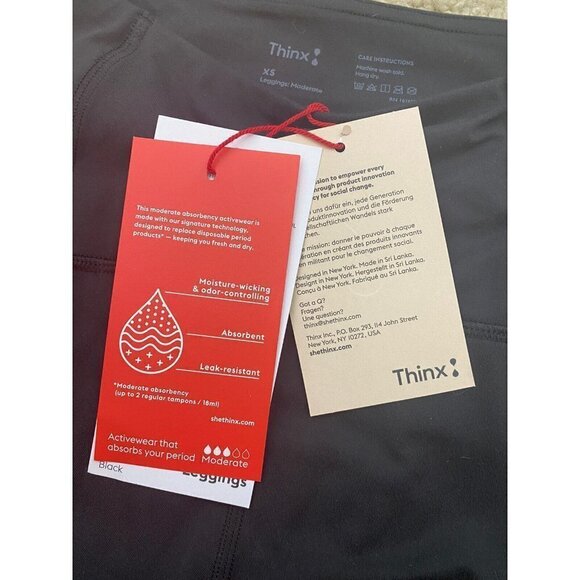 Thinx
XS
Leggings: Moderate
CARE INSTRUCTIONS
Machine wash cold.
Hang dry.
This moderate absorbency activewear is
made with our signature technology,
designed to replace disposable period
products* — keeping you fresh and dry.
Moisture-wicking
& odor-controlling
Absorbent
Leak-resistant
*Moderate absorbency
(up to 2 regular tampons / 18ml)
shethinx.com
Activewear that
absorbs your period
Moderate
Black
Leggings
to empower every
through product innovation
for social change.
uns dafür ein, jede Generation
Produktinnovation und die Förderung
gesellschaftlichen Wandels stark
mission: donner le pouvoir à chaque
génération en créant des produits innovants
en militant pour le changement social.
Designed in New York. Made in Sri Lanka.
Designt in New York. Hergestellt in Sri Lanka.
Conçu à New York. Fabriqué au Sri Lanka.
Got a Q?
Fragen?
Une question?
thinx@shethinx.com
Thinx Inc., P.O. Box 293, 114 John Street
New York, NY 10272, USA
shethinx.com
Thinx